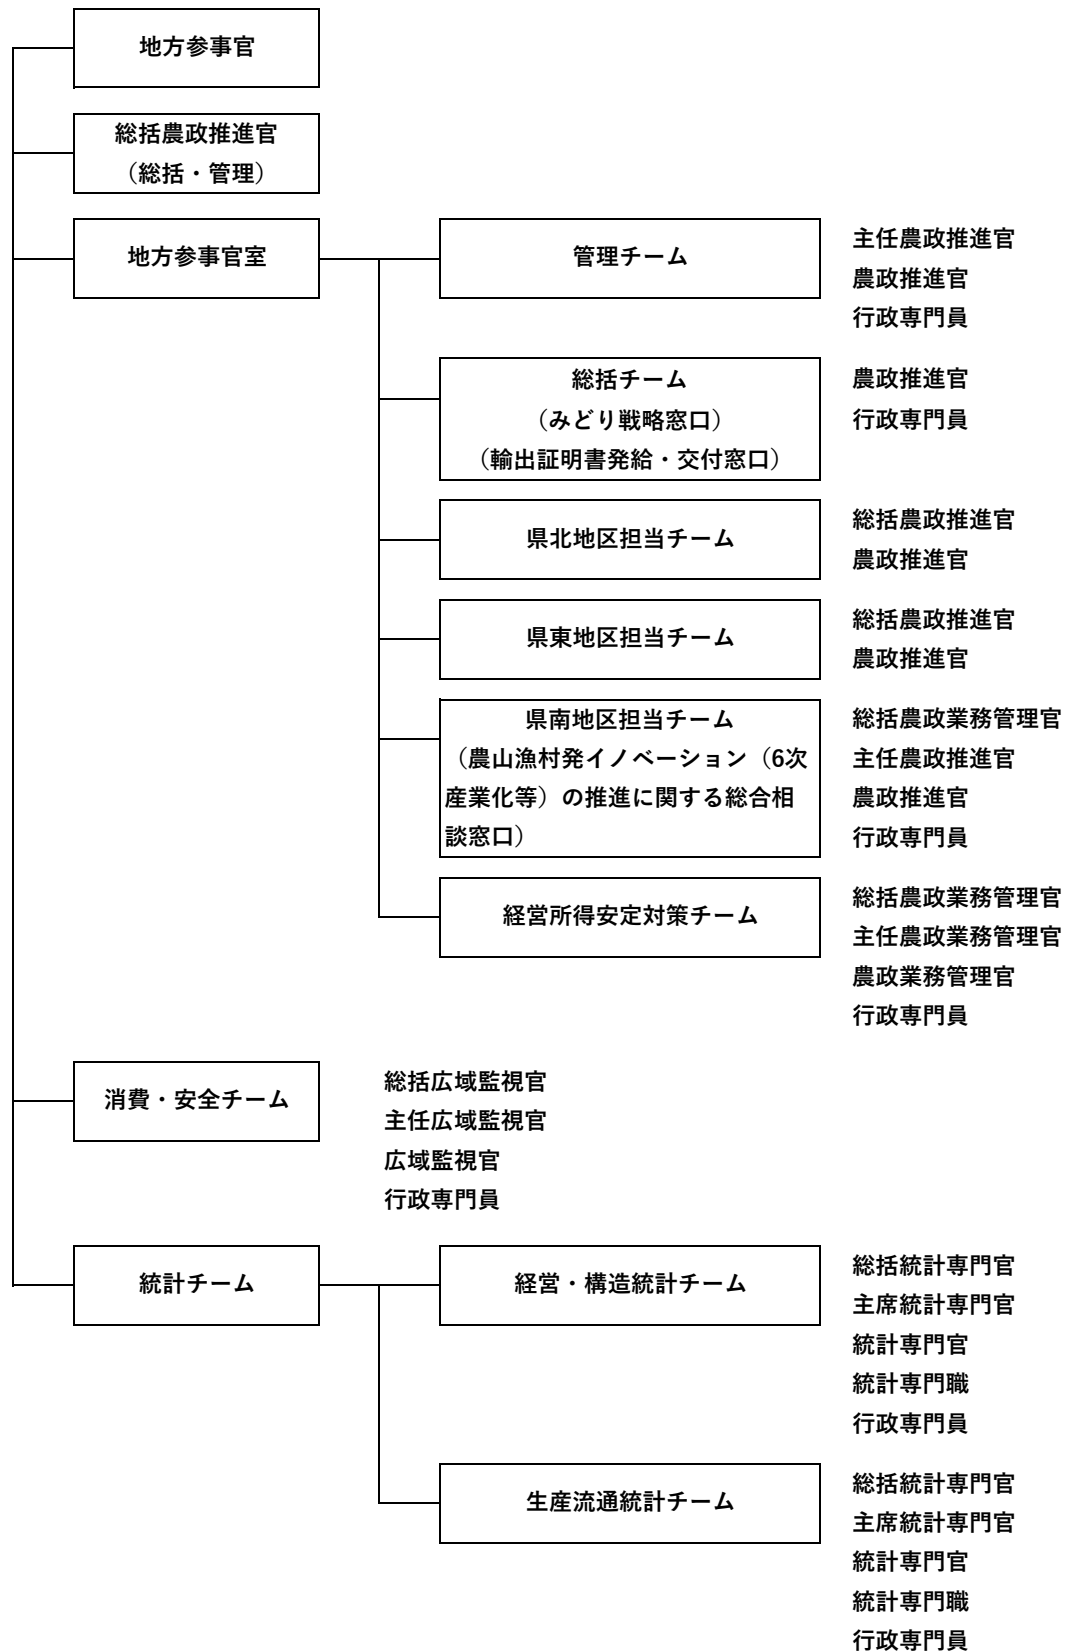 地方参事官
総括農政推進官
（総括・管理）
地方参事官室
管理チーム
主任農政推進官
農政推進官
行政専門員
総括チーム
（みどり戦略窓口）
（輸出証明書発給・交付窓口）
農政推進官
行政専門員
県北地区担当チーム
総括農政推進官
農政推進官
県東地区担当チーム
総括農政推進官
農政推進官
県南地区担当チーム
（農山漁村発イノベーション（6次
産業化等）の推進に関する総合相
談窓口）
総括農政業務管理官
主任農政推進官
農政推進官
行政専門員
経営所得安定対策チーム
総括農政業務管理官
主任農政業務管理官
農政業務管理官
行政専門員
消費・安全チーム
総括広域監視官
主任広域監視官
広域監視官
行政専門員
統計チーム
経営・構造統計チーム
総括統計専門官
主席統計専門官
統計専門官
統計専門職
行政専門員
生産流通統計チーム
総括統計専門官
主席統計専門官
統計専門官
統計専門職
行政専門員